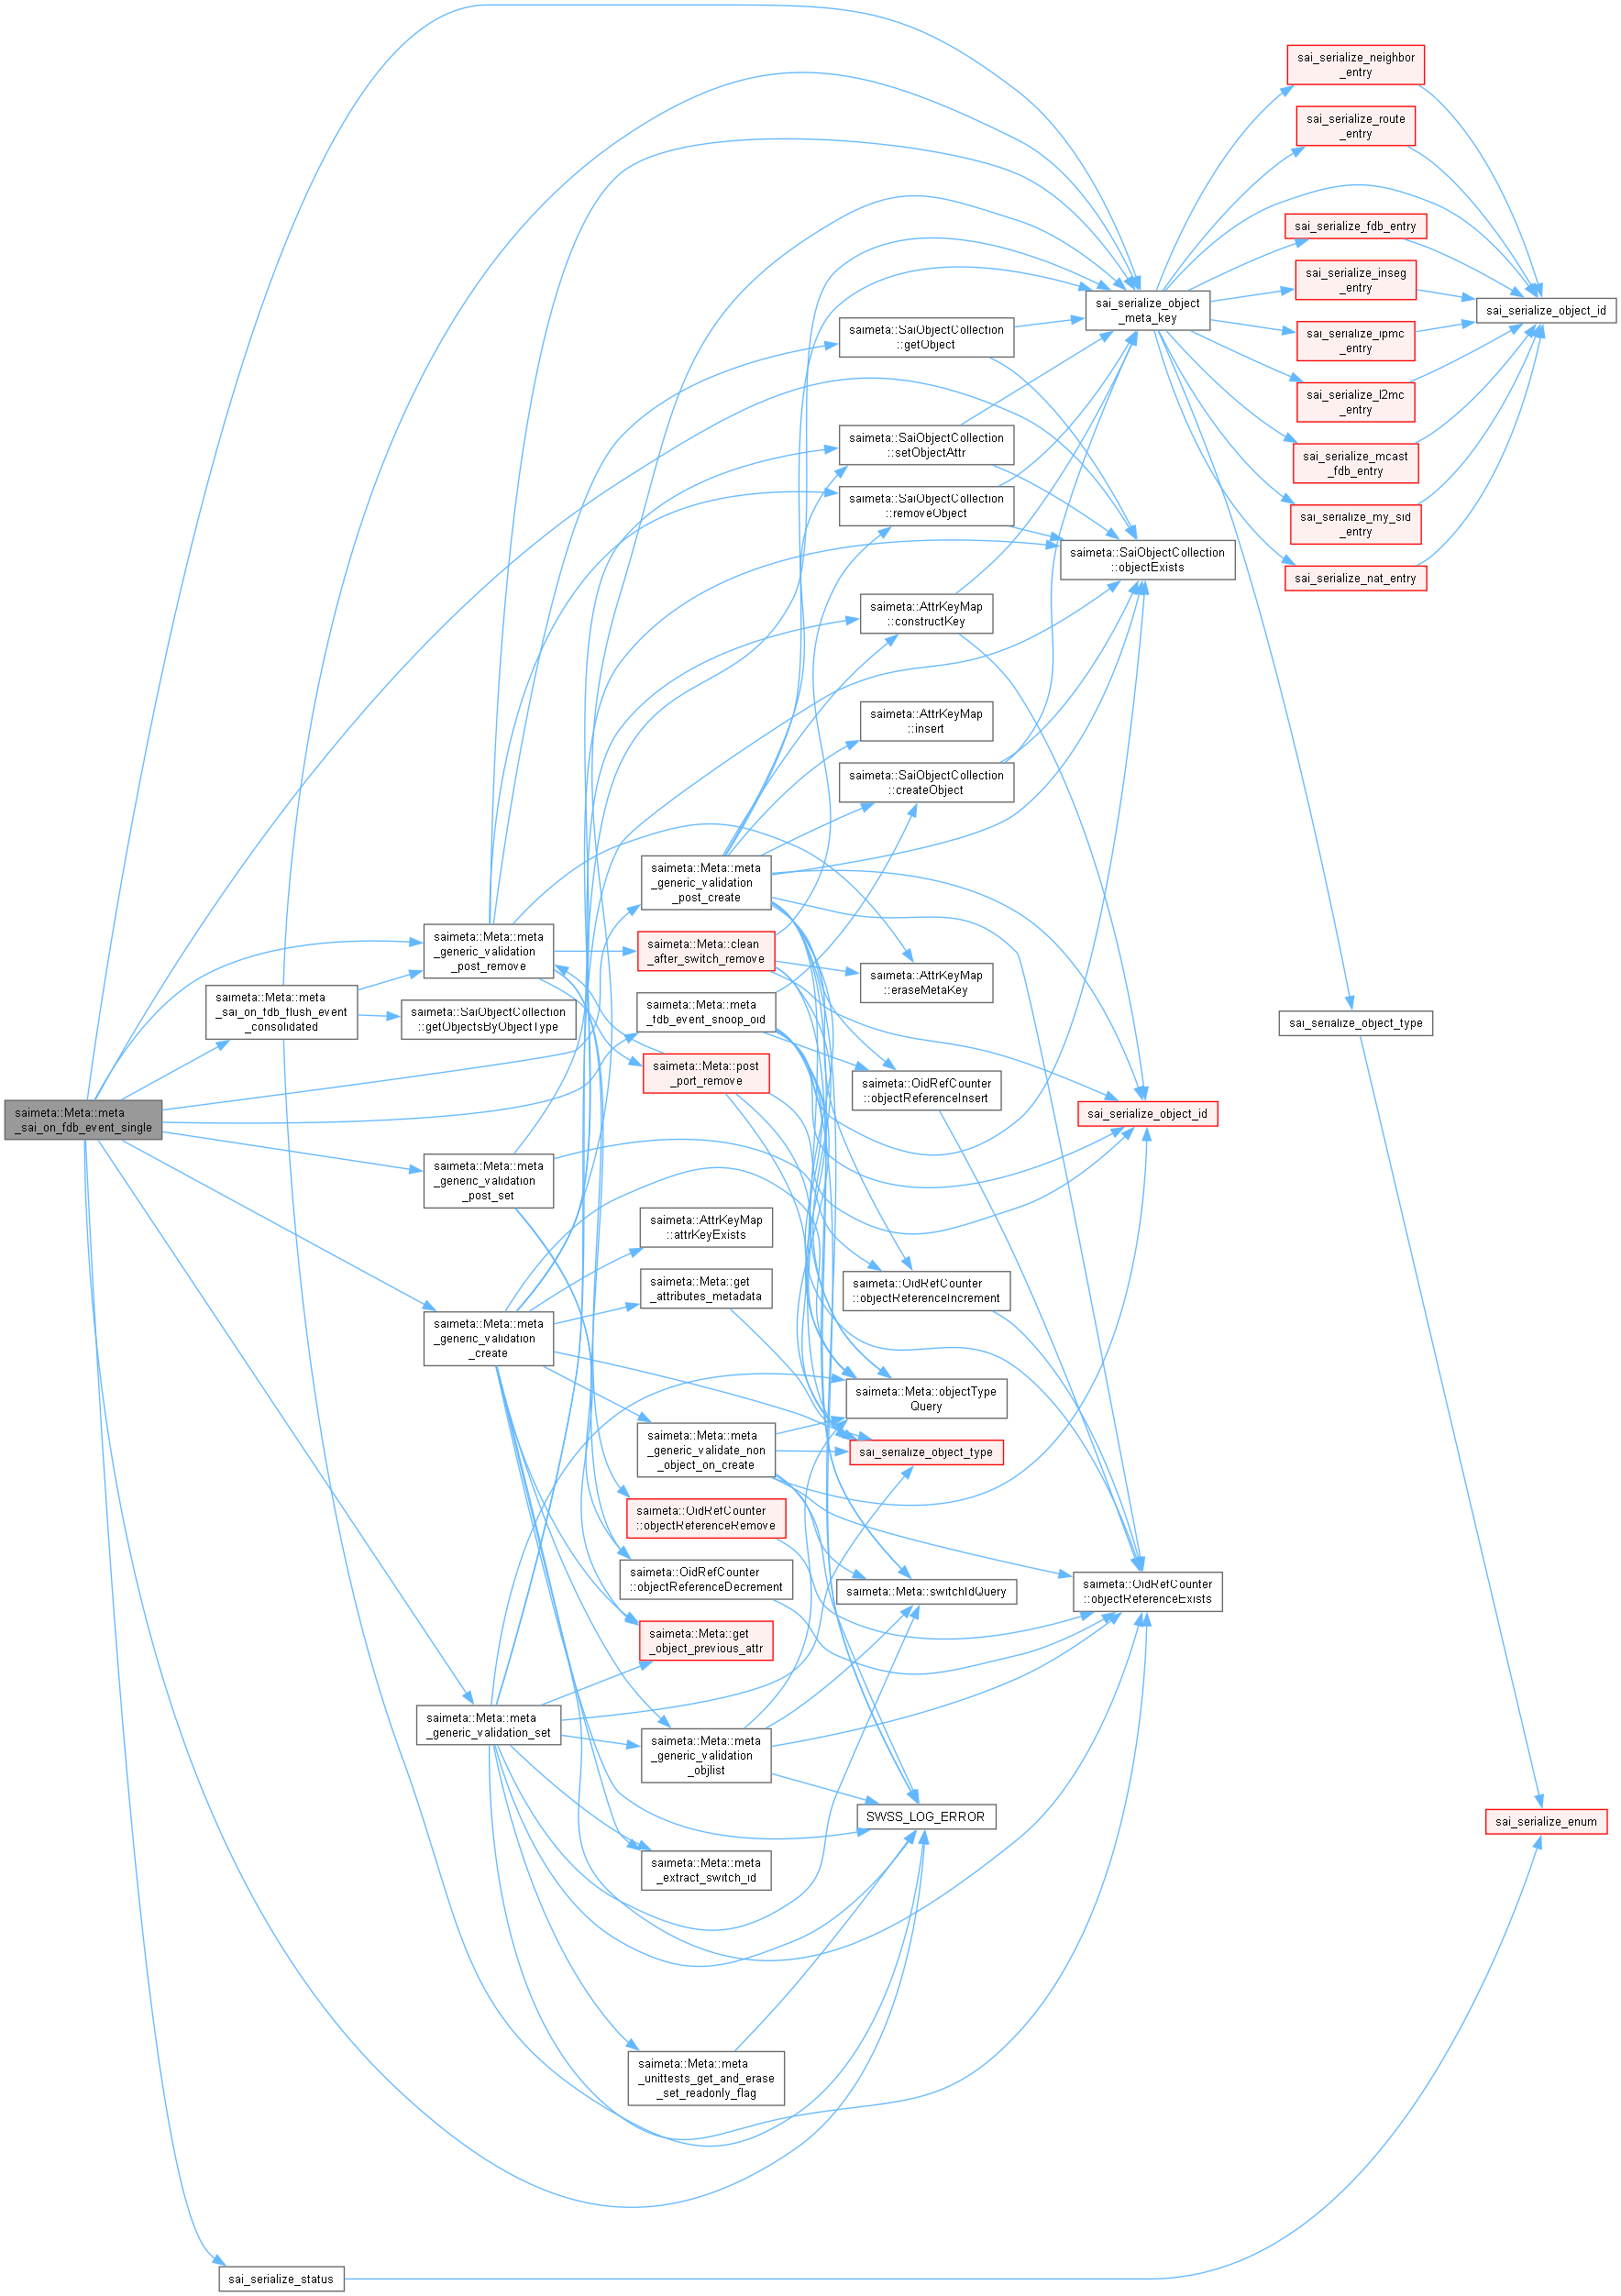 sai_serialize_neighbor
_entry
sai_serialize_route
_entry
sai_serialize_fdb_entry
sai_serialize_inseg
_entry
sai_serialize_object
_meta_key
sai_serialize_object_id
saimeta::SaiObjectCollection
::getObject
sai_serialize_ipmc
_entry
sai_serialize_l2mc
_entry
saimeta::SaiObjectCollection
::setObjectAttr
sai_serialize_mcast
_fdb_entry
saimeta::SaiObjectCollection
::removeObject
sai_serialize_my_sid
_entry
saimeta::SaiObjectCollection
::objectExists
sai_serialize_nat_entry
saimeta::AttrKeyMap
::constructKey
saimeta::AttrKeyMap
::insert
saimeta::SaiObjectCollection
::createObject
saimeta::Meta::meta
_generic_validation
_post_create
saimeta::Meta::meta
_generic_validation
_post_remove
saimeta::Meta::clean
_after_switch_remove
saimeta::AttrKeyMap
::eraseMetaKey
saimeta::Meta::meta
_sai_on_fdb_flush_event
_consolidated
saimeta::SaiObjectCollection
::getObjectsByObjectType
saimeta::Meta::meta
_fdb_event_snoop_oid
sai_serialize_object_type
saimeta::Meta::post
_port_remove
saimeta::OidRefCounter
::objectReferenceInsert
saimeta::Meta::meta
_sai_on_fdb_event_single
sai_serialize_object_id
saimeta::Meta::meta
_generic_validation
_post_set
saimeta::AttrKeyMap
::attrKeyExists
saimeta::Meta::get
_attributes_metadata
saimeta::OidRefCounter
::objectReferenceIncrement
saimeta::Meta::meta
_generic_validation
_create
saimeta::Meta::objectType
Query
saimeta::Meta::meta
_generic_validate_non
_object_on_create
sai_serialize_object_type
saimeta::OidRefCounter
::objectReferenceRemove
saimeta::OidRefCounter
::objectReferenceDecrement
saimeta::Meta::switchIdQuery
saimeta::OidRefCounter
::objectReferenceExists
saimeta::Meta::get
_object_previous_attr
saimeta::Meta::meta
_generic_validation_set
saimeta::Meta::meta
_generic_validation
_objlist
SWSS_LOG_ERROR
sai_serialize_enum
saimeta::Meta::meta
_extract_switch_id
saimeta::Meta::meta
_unittests_get_and_erase
_set_readonly_flag
sai_serialize_status